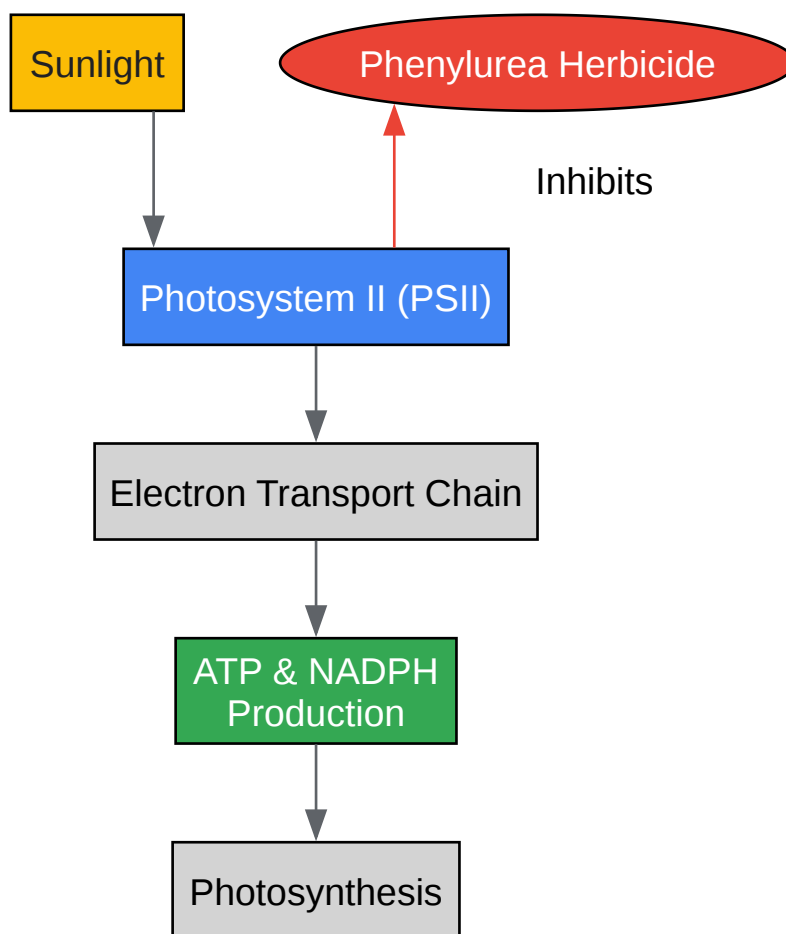 Sunlight
Phenylurea Herbicide
Inhibits
Photosystem II (PSII)
Electron Transport Chain
ATP & NADPH
Production
Photosynthesis